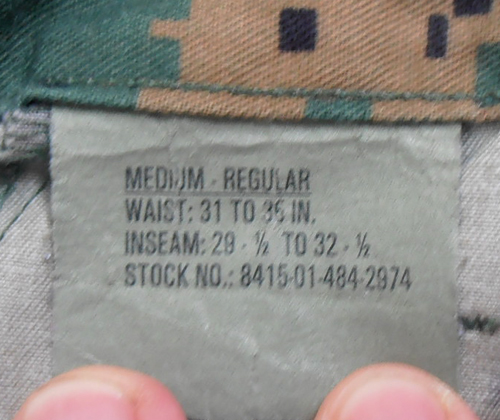 MEDIUM - REGULAR
WAIST: 31 TO 35 IN.
INSEAM: 29 - ½ TO 32 - ½
STOCK NO.: 8415-01-484-2974